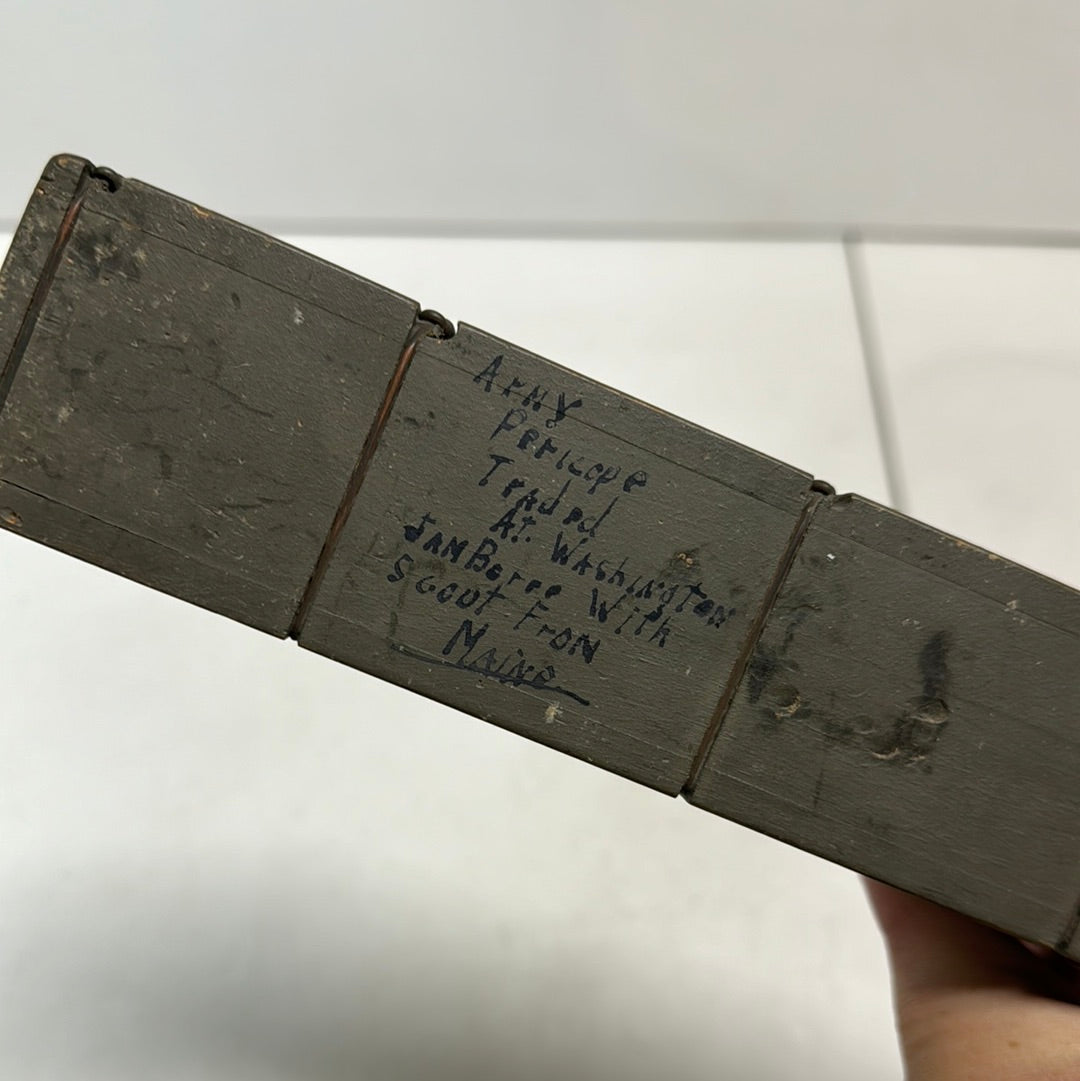 Army
Pericope
Traded
At Washington
JamBoree With
Scout From
Maine